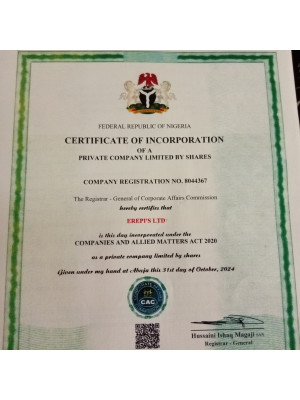 FEDERAL REPUBLIC OF NIGERIA
CERTIFICATE OF INCORPORATION
OF A
PRIVATE COMPANY LIMITED BY SHARES
COMPANY REGISTRATION NO. 8044367
The Registrar - General of Corporate Affairs Commission
hereby certifies that
EREPI'S LTD
is this day incorporated under the
COMPANIES AND ALLIED MATTERS ACT 2020
as a private company limited by shares
Given under my hand at Abuja this 31st day of October, 2024
CAC
Hussaini Ishaq Magaji
Registrar - General